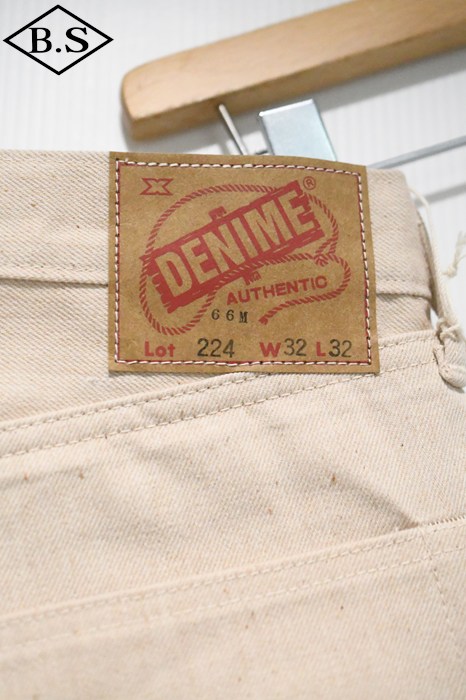 B.S
X
DENIME®
AUTHENTIC
66M
Lot 224 W32 L32